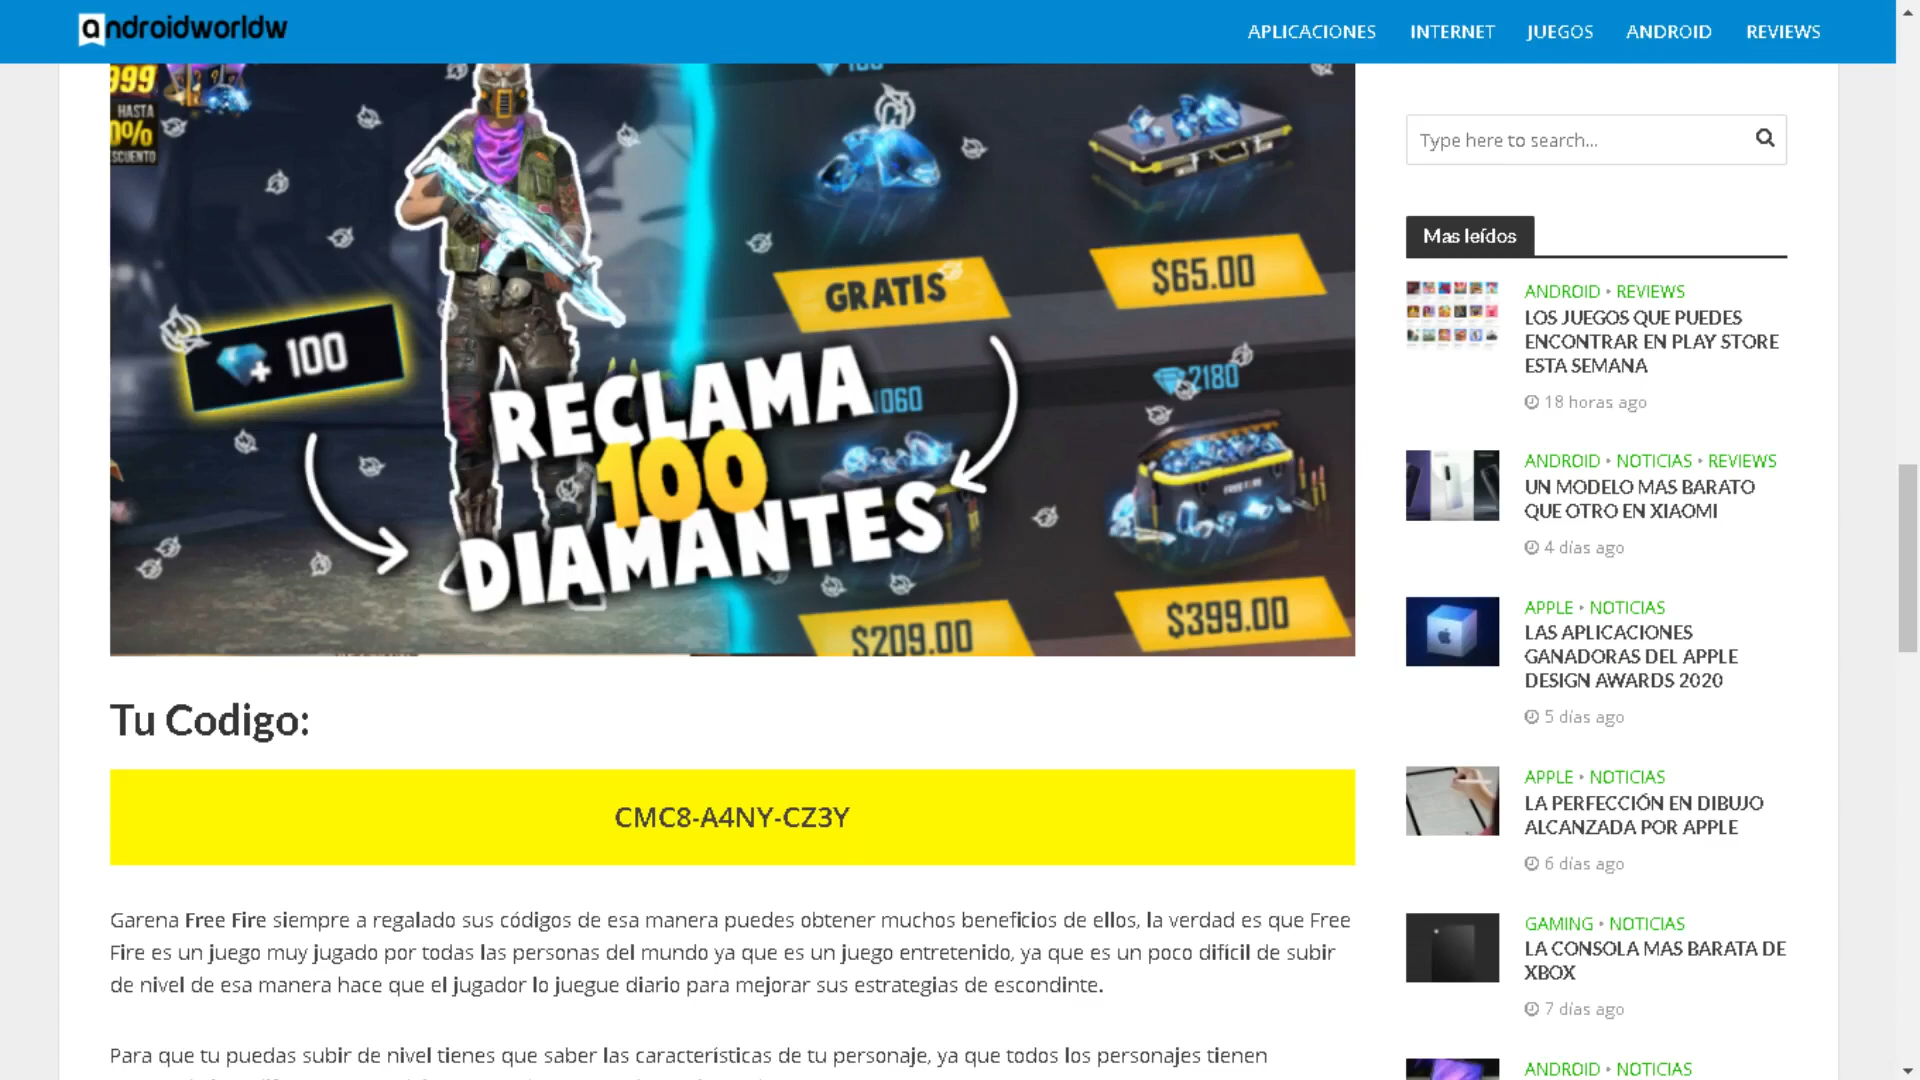 androidworldw
APLICACIONES INTERNET JUEGOS ANDROID REVIEWS
999
HASTA
0%
SCUENTO
100
GRATIS
$65.00
100
RECLAMA
100
DIAMANTES
1060
2180
$209.00
$399.00
FREE FIRE
Tu Codigo:
CMC8-A4NY-CZ3Y
Garena Free Fire siempre a regalado sus códigos de esa manera puedes obtener muchos beneficios de ellos, la verdad es que Free
Fire es un juego muy jugado por todas las personas del mundo ya que es un juego entretenido, ya que es un poco difícil de subir
de nivel de esa manera hace que el jugador lo juegue diario para mejorar sus estrategias de escondinte.
Para que tu puedas subir de nivel tienes que saber las características de tu personaje, ya que todos los personajes tienen
Type here to search...
Mas leídos
ANDROID • REVIEWS
LOS JUEGOS QUE PUEDES
ENCONTRAR EN PLAY STORE
ESTA SEMANA
18 horas ago
ANDROID • NOTICIAS • REVIEWS
UN MODELO MAS BARATO
QUE OTRO EN XIAOMI
4 días ago
APPLE • NOTICIAS
LAS APLICACIONES
GANADORAS DEL APPLE
DESIGN AWARDS 2020
5 días ago
APPLE • NOTICIAS
LA PERFECCIÓN EN DIBUJO
ALCANZADA POR APPLE
6 días ago
GAMING • NOTICIAS
LA CONSOLA MAS BARATA DE
XBOX
7 días ago
ANDROID • NOTICIAS